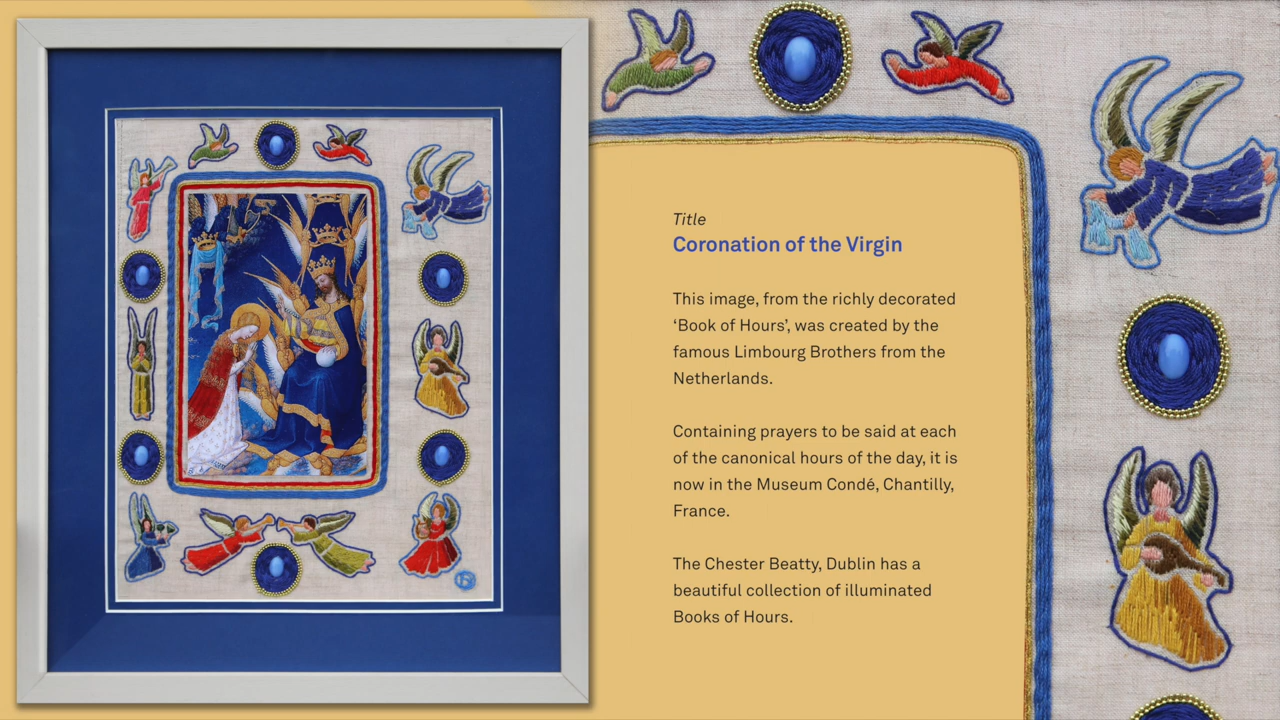 Title
Coronation of the Virgin
This image, from the richly decorated
‘Book of Hours’, was created by the
famous Limbourg Brothers from the
Netherlands.
Containing prayers to be said at each
of the canonical hours of the day, it is
now in the Museum Condé, Chantilly,
France.
The Chester Beatty, Dublin has a
beautiful collection of illuminated
Books of Hours.